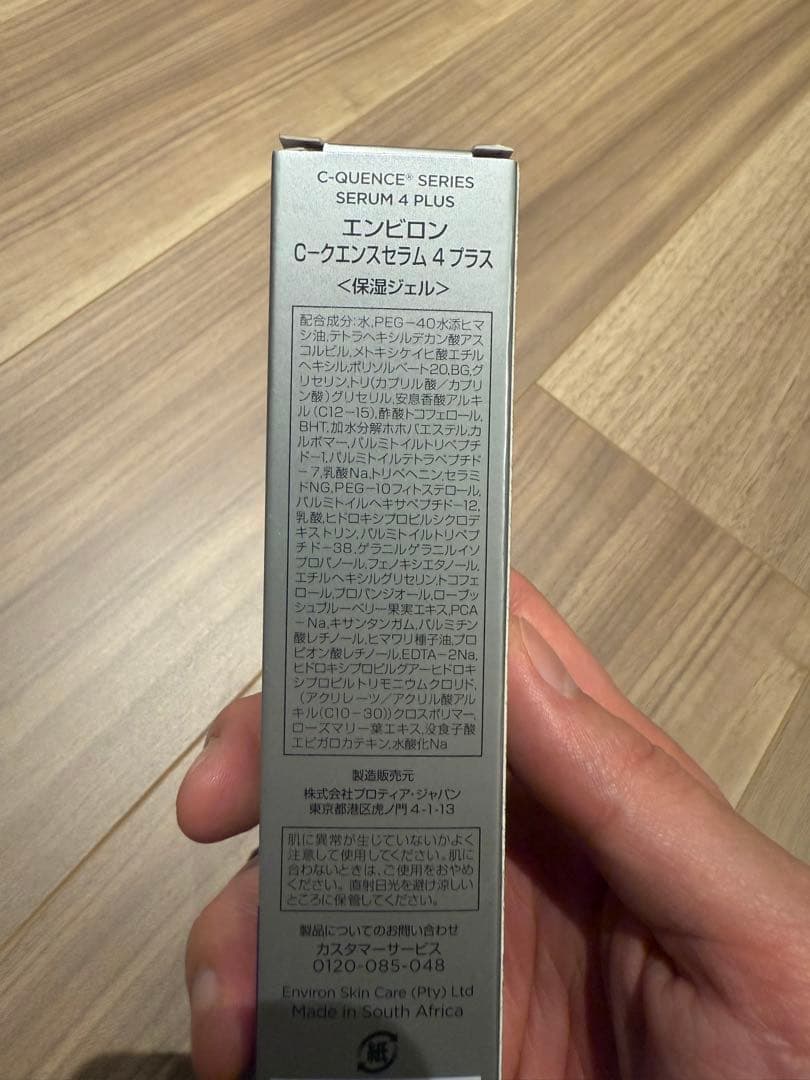 C-QUENCE® SERIES
SERUM 4 PLUS
エンビロン
C−クエンスセラム 4 プラス
<保湿ジェル>
配合成分:水,PEG−40水添ヒマ
シ油,テトラヘキシルデカン酸アス
コルビル,メトキシケイヒ酸エチル
ヘキシル,ポリソルベート20,BG,グ
リセリン,トリ(カプリル酸/カプリ
ン酸)グリセリル,安息香酸アルキ
ル(C12−15),酢酸トコフェロール,
BHT,加水分解ホホバエステル,カ
ルボマー,パルミトイルトリペプチ
ド−1,パルミトイルテトラペプチド
−7,乳酸Na,トリベヘニン,セラミ
ドNG,PEG−10フィトステロール,
パルミトイルヘキサペプチド−12,
乳酸,ヒドロキシプロピルシクロデ
キストリン,パルミトイルトリペプ
チド−38,ゲラニルゲラニルイソ
プロパノール,フェノキシエタノール,
エチルヘキシルグリセリン,トコフェ
ロール,プロパンジオール,ローブッ
シュブルーベリー果実エキス,PCA
−Na,キサンタンガム,パルミチン
酸レチノール,ヒマワリ種子油,プロ
ピオン酸レチノール,EDTA−2Na,
ヒドロキシプロピルグアーヒドロキ
シプロピルトリモニウムクロリド,
(アクリレーツ/アクリル酸アル
キル(C10−30))クロスポリマー,
ローズマリー葉エキス,没食子酸
エピガロカテキン,水酸化Na
製造販売元
株式会社プロティア・ジャパン
東京都港区虎ノ門 4-1-13
肌に異常が生じていないかよく
注意して使用してください。肌に
合わないときは、ご使用をおやめ
ください。直射日光を避け涼しい
ところに保管してください。
製品についてのお問い合わせ
カスタマーサービス
0120-085-048
Environ Skin Care (Pty) Ltd
Made in South Africa
紙